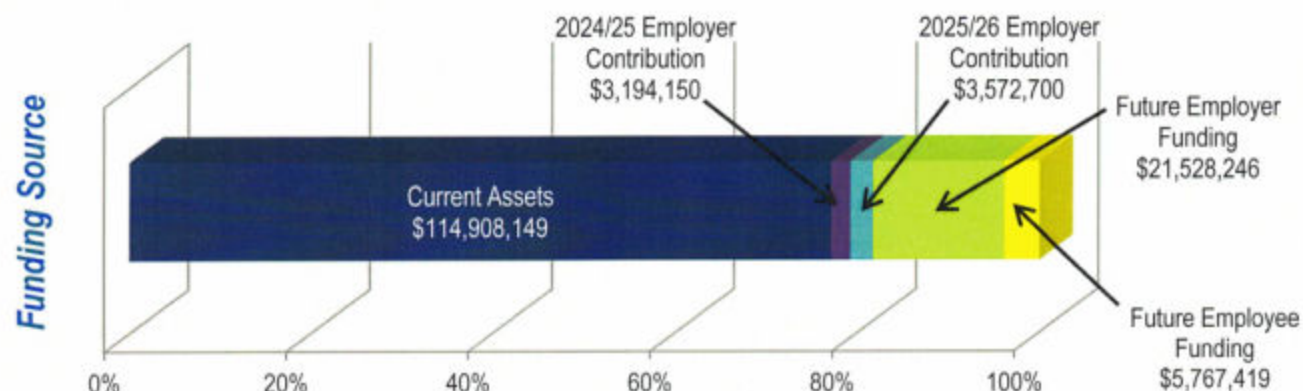 2024/25 Employer
Contribution
$3,194,150
2025/26 Employer
Contribution
$3,572,700
Future Employer
Funding
$21,528,246
Funding Source
Current Assets
$114,908,149
Future Employee
Funding
$5,767,419
0%
20%
40%
60%
80%
100%